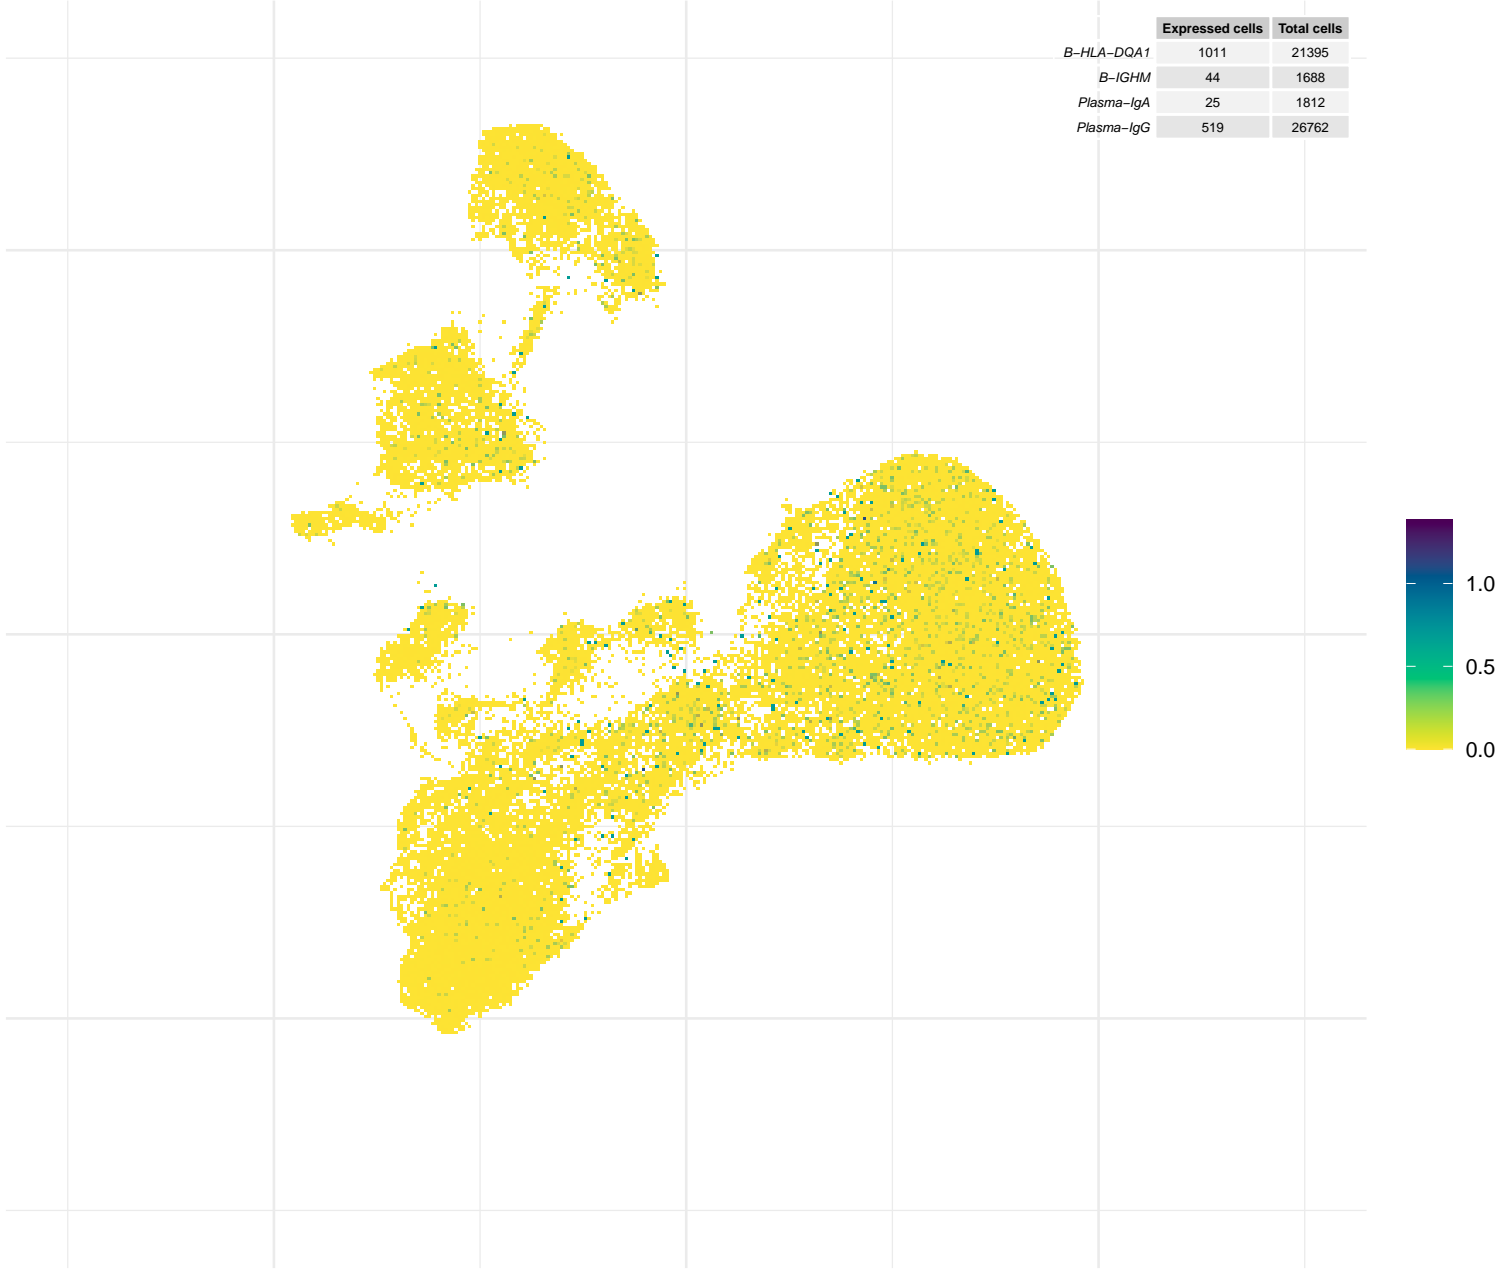 Expressed cells Total cells
B−HLA−DQA1 1011 21395
B−IGHM 44 1688
Plasma−IgA 25 1812
Plasma−IgG 519 26762
1.0
0.5
0.0